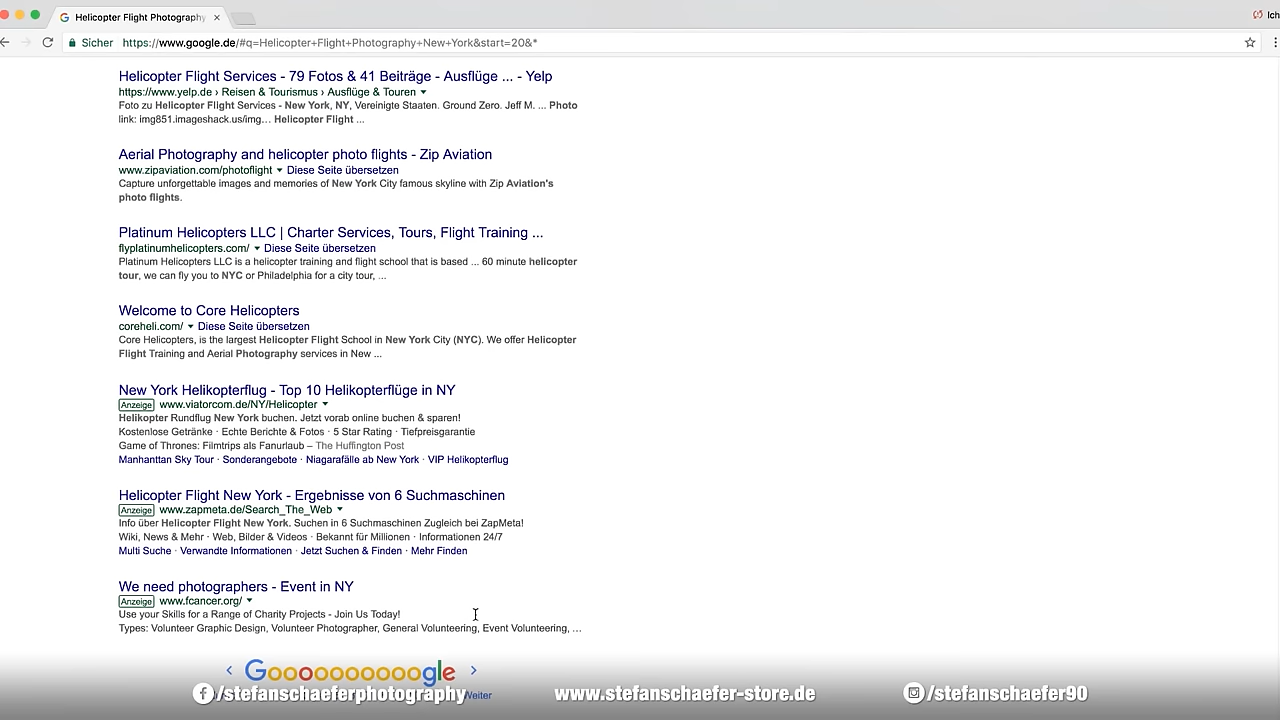 Helicopter Flight Photography
Ich
Sicher https://www.google.de/#q=Helicopter+Flight+Photography+New+York&start=20&*
Helicopter Flight Services - 79 Fotos & 41 Beiträge - Ausflüge ... - Yelp
https://www.yelp.de › Reisen & Tourismus › Ausflüge & Touren
Foto zu Helicopter Flight Services - New York, NY, Vereinigte Staaten. Ground Zero. Jeff M. ... Photo
link: img851.imageshack.us/img... Helicopter Flight ...
Aerial Photography and helicopter photo flights - Zip Aviation
www.zipaviation.com/photoflight Diese Seite übersetzen
Capture unforgettable images and memories of New York City famous skyline with Zip Aviation's
photo flights.
Platinum Helicopters LLC | Charter Services, Tours, Flight Training ...
flyplatinumhelicopters.com/ Diese Seite übersetzen
Platinum Helicopters LLC is a helicopter training and flight school that is based ... 60 minute helicopter
tour, we can fly you to NYC or Philadelphia for a city tour, ...
Welcome to Core Helicopters
coreheli.com/ Diese Seite übersetzen
Core Helicopters, is the largest Helicopter Flight School in New York City (NYC). We offer Helicopter
Flight Training and Aerial Photography services in New ...
New York Helikopterflug - Top 10 Helikopterflüge in NY
Anzeige www.viatorcom.de/NY/Helicopter
Helikopter Rundflug New York buchen. Jetzt vorab online buchen & sparen!
Kostenlose Getränke · Echte Berichte & Fotos · 5 Star Rating · Tiefpreisgarantie
Game of Thrones: Filmtrips als Fanurlaub – The Huffington Post
Manhanttan Sky Tour · Sonderangebote · Niagarafälle ab New York · VIP Helikopterflug
Helicopter Flight New York - Ergebnisse von 6 Suchmaschinen
Anzeige www.zapmeta.de/Search_The_Web
Info über Helicopter Flight New York. Suchen in 6 Suchmaschinen Zugleich bei ZapMeta!
Wiki, News & Mehr · Web, Bilder & Videos · Bekannt für Millionen · Informationen 24/7
Multi Suche · Verwandte Informationen · Jetzt Suchen & Finden · Mehr Finden
We need photographers - Event in NY
Anzeige www.fcancer.org/
Use your Skills for a Range of Charity Projects - Join Us Today!
Types: Volunteer Graphic Design, Volunteer Photographer, General Volunteering, Event Volunteering, ...
‹ Goooooooooogle ›
Weiter
/stefanschaeferphotography www.stefanschaefer-store.de /stefanschaefer90